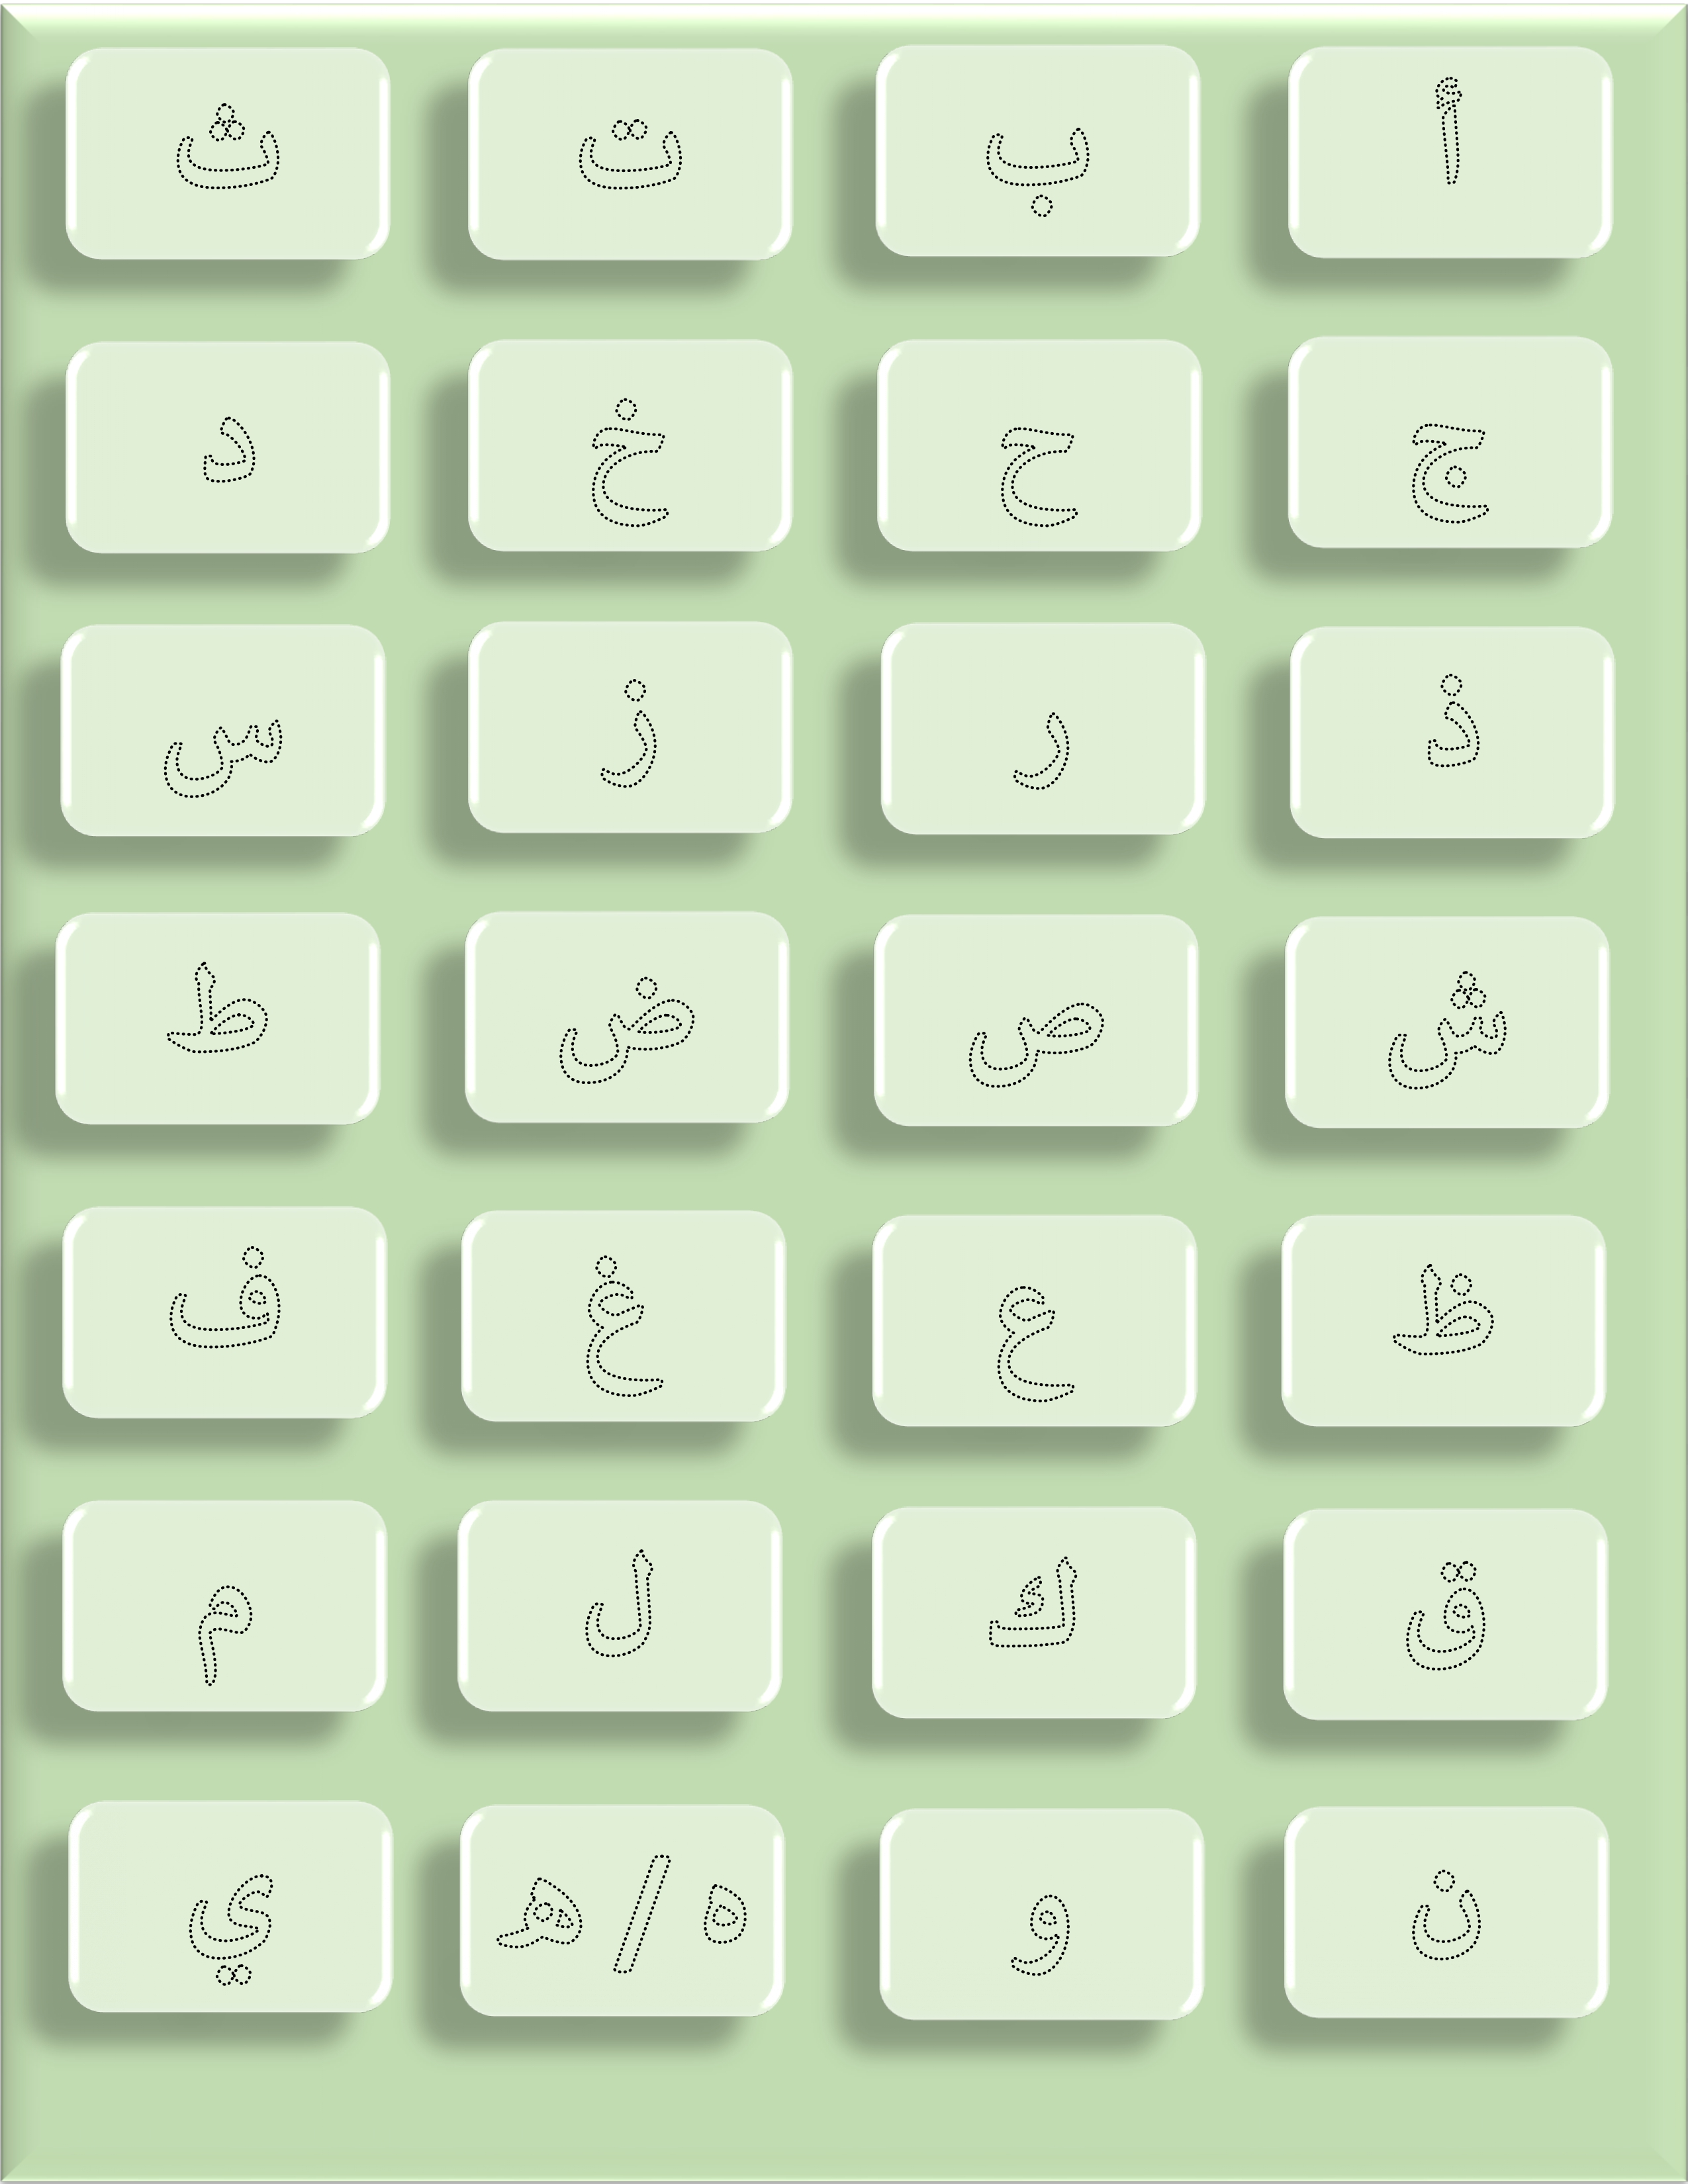 أ ب ت ث
ج ح خ د
ذ ر ز س
ش ص ض ط
ظ ع غ ف
ق ك ل م
ن و ه / هـ ي